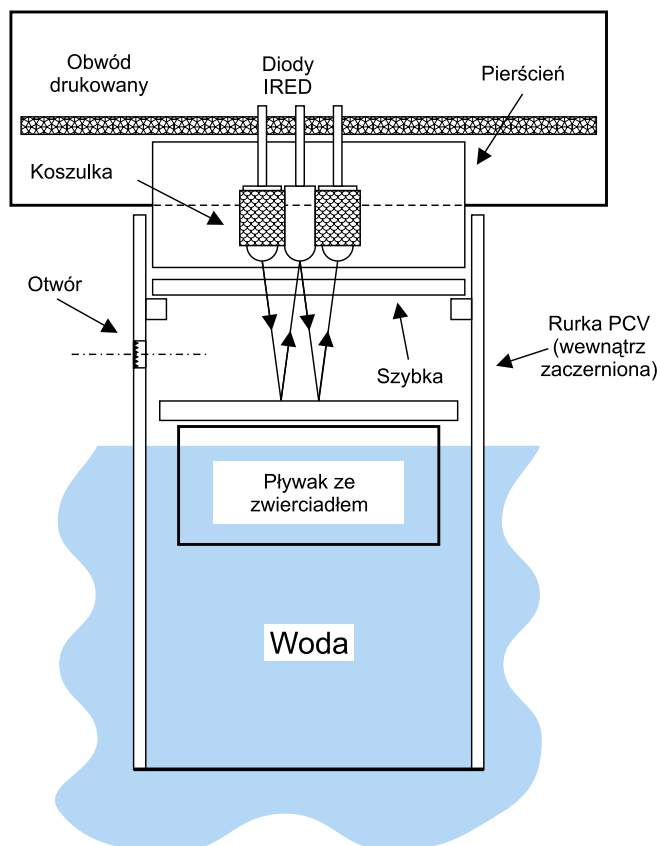 Obwód
drukowany
Diody
IRED
Pierścień
Koszulka
Otwór
Szybka
Rurka PCV
(wewnątrz
zaczerniona)
Pływak ze
zwierciadłem
Woda